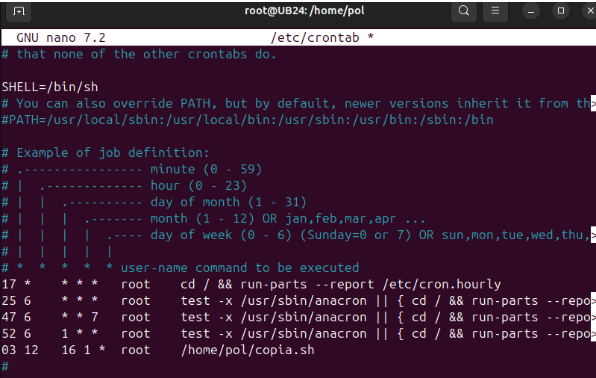 root@UB24: /home/pol
GNU nano 7.2 /etc/crontab *
# that none of the other crontabs do.
SHELL=/bin/sh
# You can also override PATH, but by default, newer versions inherit it from th>
#PATH=/usr/local/sbin:/usr/local/bin:/usr/sbin:/usr/bin:/sbin:/bin
# Example of job definition:
# .---------------- minute (0 - 59)
# |  .------------- hour (0 - 23)
# |  |  .---------- day of month (1 - 31)
# |  |  |  .------- month (1 - 12) OR jan,feb,mar,apr ...
# |  |  |  |  .---- day of week (0 - 6) (Sunday=0 or 7) OR sun,mon,tue,wed,thu,>
# |  |  |  |  |
# *  *  *  *  * user-name command to be executed
17 *    * * *   root    cd / && run-parts --report /etc/cron.hourly
25 6    * * *   root    test -x /usr/sbin/anacron || { cd / && run-parts --repo>
47 6    * * 7   root    test -x /usr/sbin/anacron || { cd / && run-parts --repo>
52 6    1 * *   root    test -x /usr/sbin/anacron || { cd / && run-parts --repo>
03 12   16 1 *  root    /home/pol/copia.sh
#